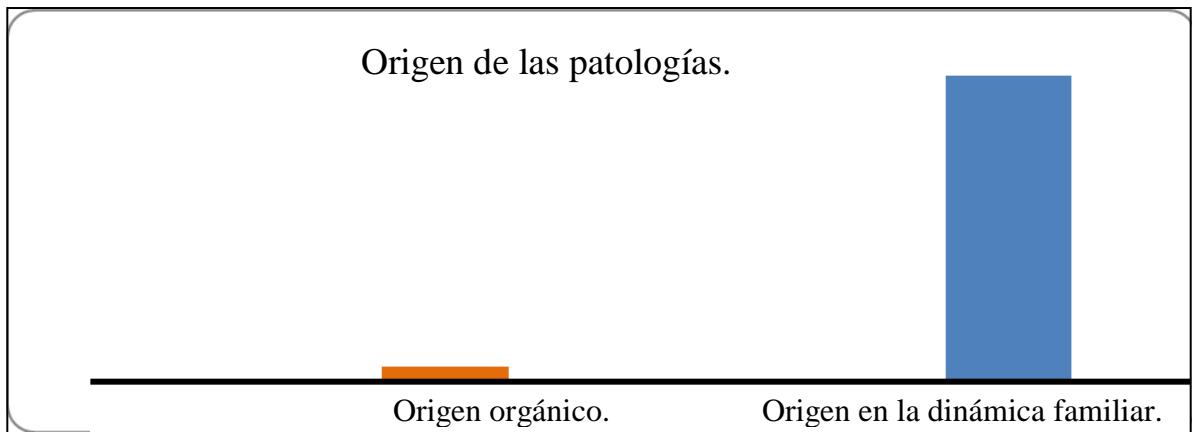 Origen de las patologías.
Origen orgánico.
Origen en la dinámica familiar.